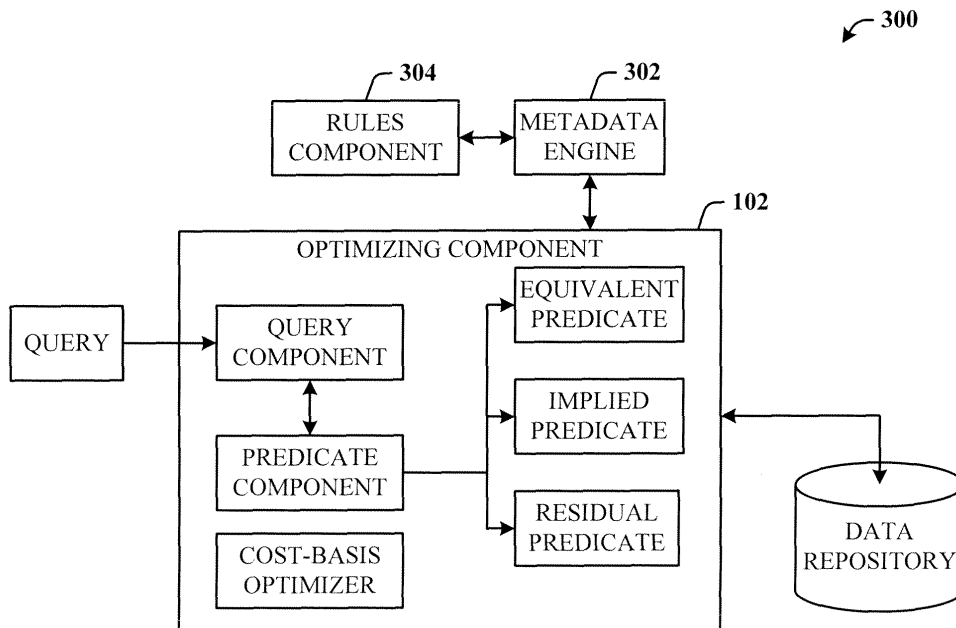 300
304
302
RULES
COMPONENT
METADATA
ENGINE
102
OPTIMIZING COMPONENT
EQUIVALENT
PREDICATE
QUERY
QUERY
COMPONENT
IMPLIED
PREDICATE
PREDICATE
COMPONENT
RESIDUAL
PREDICATE
COST-BASIS
OPTIMIZER
DATA
REPOSITORY